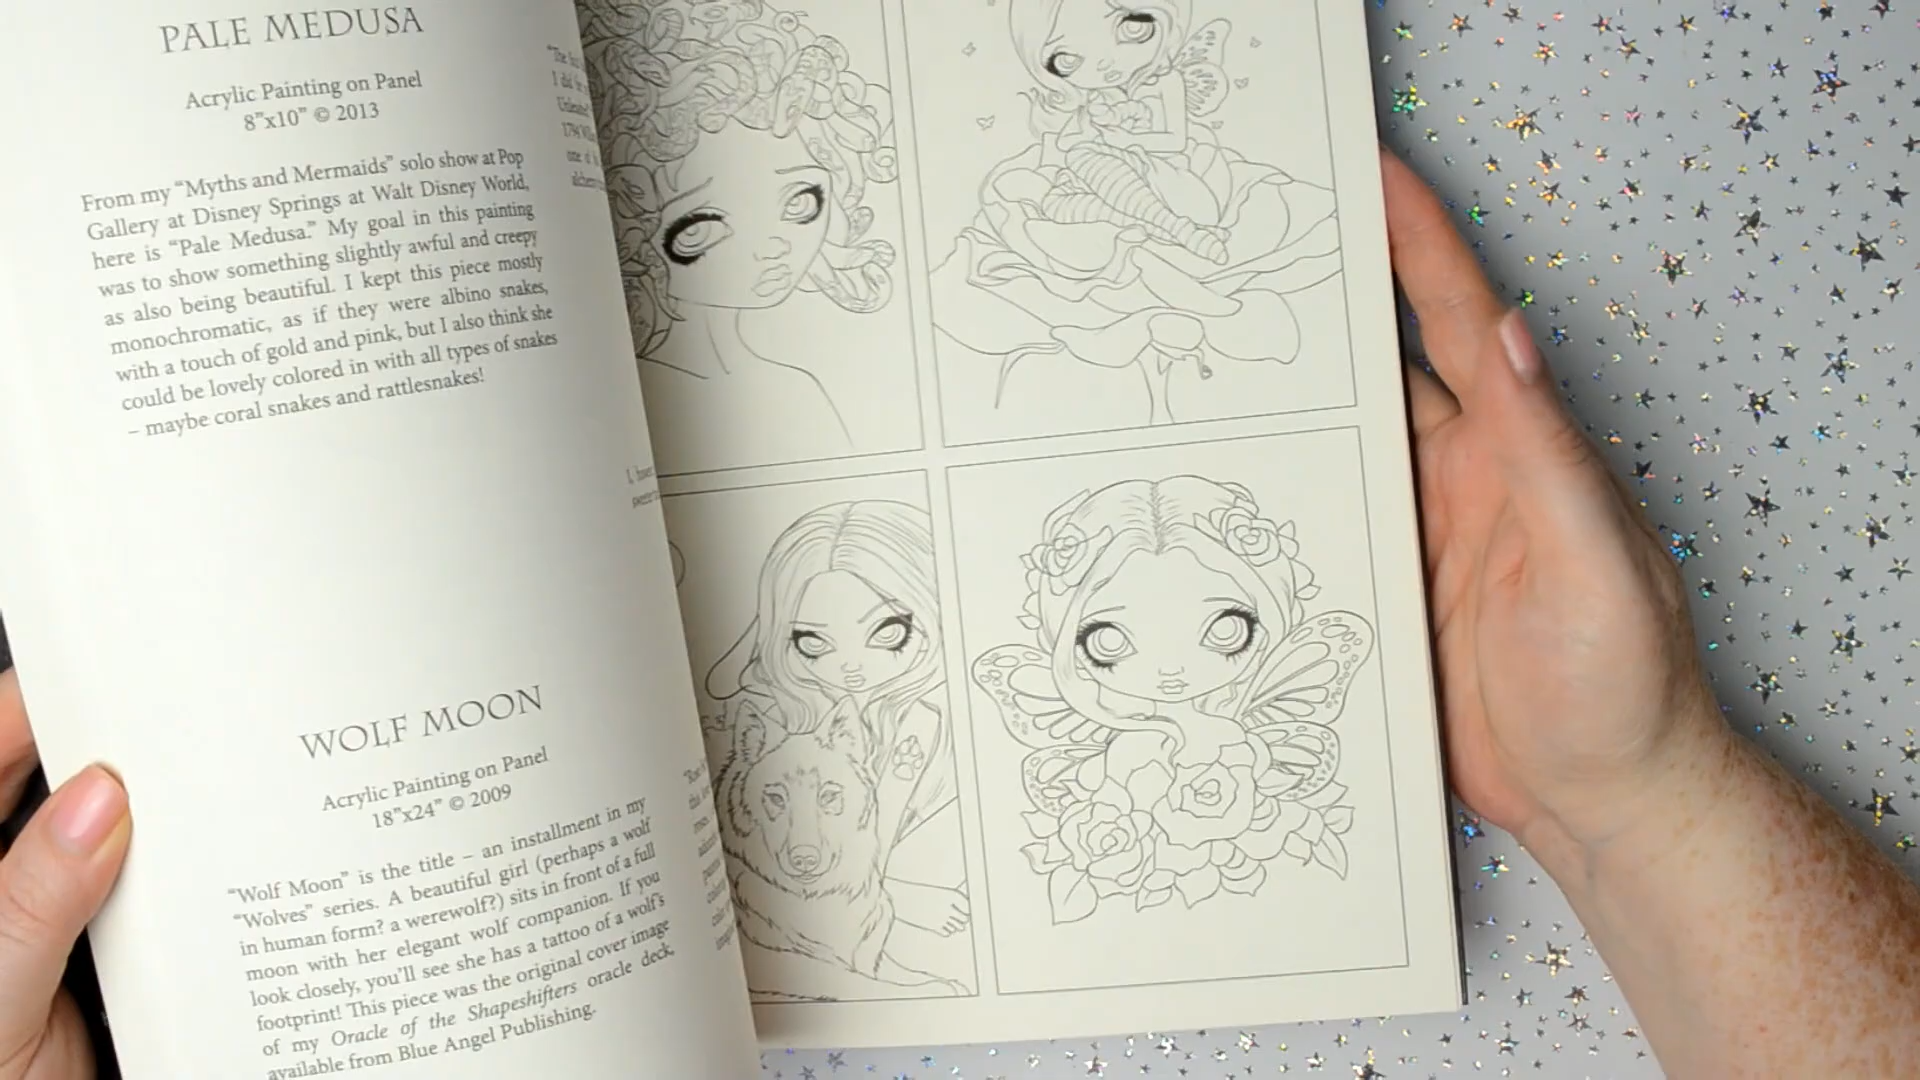 PALE MEDUSA
Acrylic Painting on Panel
8”x10” © 2013
From my “Myths and Mermaids” solo show at Pop
Gallery at Disney Springs at Walt Disney World,
here is “Pale Medusa.” My goal in this painting
was to show something slightly awful and creepy
as also being beautiful. I kept this piece mostly
monochromatic, as if they were albino snakes,
with a touch of gold and pink, but I also think she
could be lovely colored in with all types of snakes
– maybe coral snakes and rattlesnakes!
WOLF MOON
Acrylic Painting on Panel
18”x24” © 2009
“Wolf Moon” is the title – an installment in my
“Wolves” series. A beautiful girl (perhaps a wolf
in human form? a werewolf?) sits in front of a full
moon with her elegant wolf companion. If you
look closely, you’ll see she has a tattoo of a wolf’s
footprint! This piece was the original cover image
of my Oracle of the Shapeshifters oracle deck,
available from Blue Angel Publishing.
“The
I did